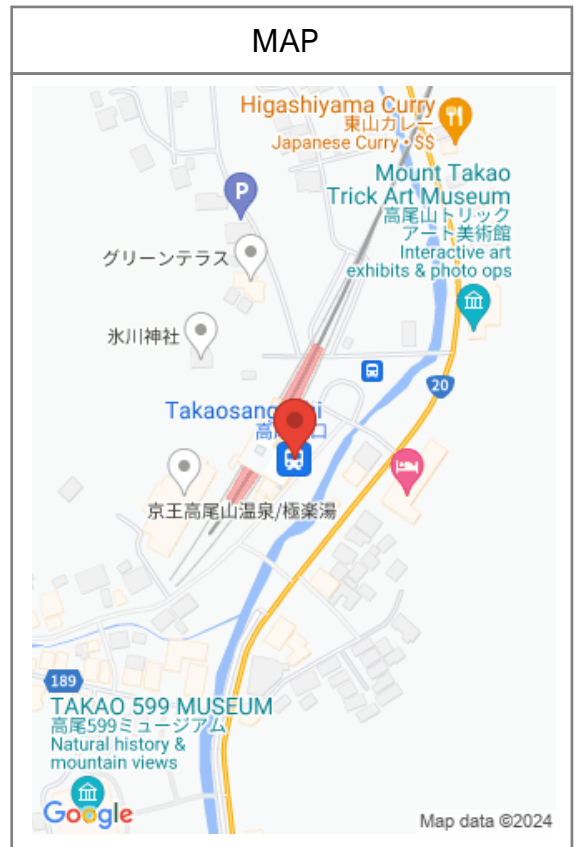 MAP
Higashiyama Curry
東山カレー
Japanese Curry・$$
Mount Takao
Trick Art Museum
高尾山トリック
アート美術館
Interactive art
exhibits & photo ops
P
グリーンテラス
氷川神社
20
口
京王高尾山温泉/極楽湯
189
TAKAO 599 MUSEUM
高尾599ミュージアム
Natural history &
mountain views
Google
Map data ©2024